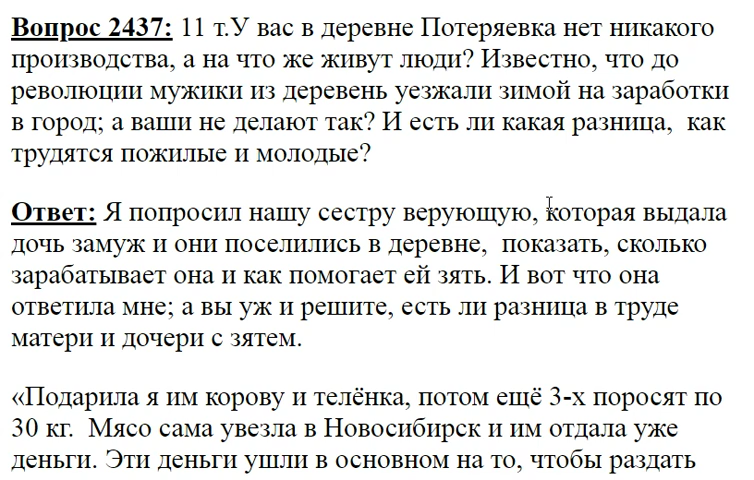 Вопрос 2437: 11 т.У вас в деревне Потеряевка нет никакого
производства, а на что же живут люди? Известно, что до
революции мужики из деревень уезжали зимой на заработки
в город; а ваши не делают так? И есть ли какая разница,  как
трудятся пожилые и молодые?
Ответ: Я попросил нашу сестру верующую, которая выдала
дочь замуж и они поселились в деревне,  показать, сколько
зарабатывает она и как помогает ей зять. И вот что она
ответила мне; а вы уж и решите, есть ли разница в труде
матери и дочери с зятем.
«Подарила я им корову и телёнка, потом ещё 3-х поросят по
30 кг.  Мясо сама увезла в Новосибирск и им отдала уже
деньги. Эти деньги ушли в основном на то, чтобы раздать